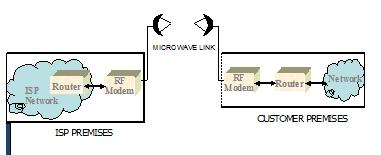 MICROWAVE LINK
ISP
Network
Router
RF
Modem
RF
Modem
Router
Network
ISP PREMISES
CUSTOMER PREMISES